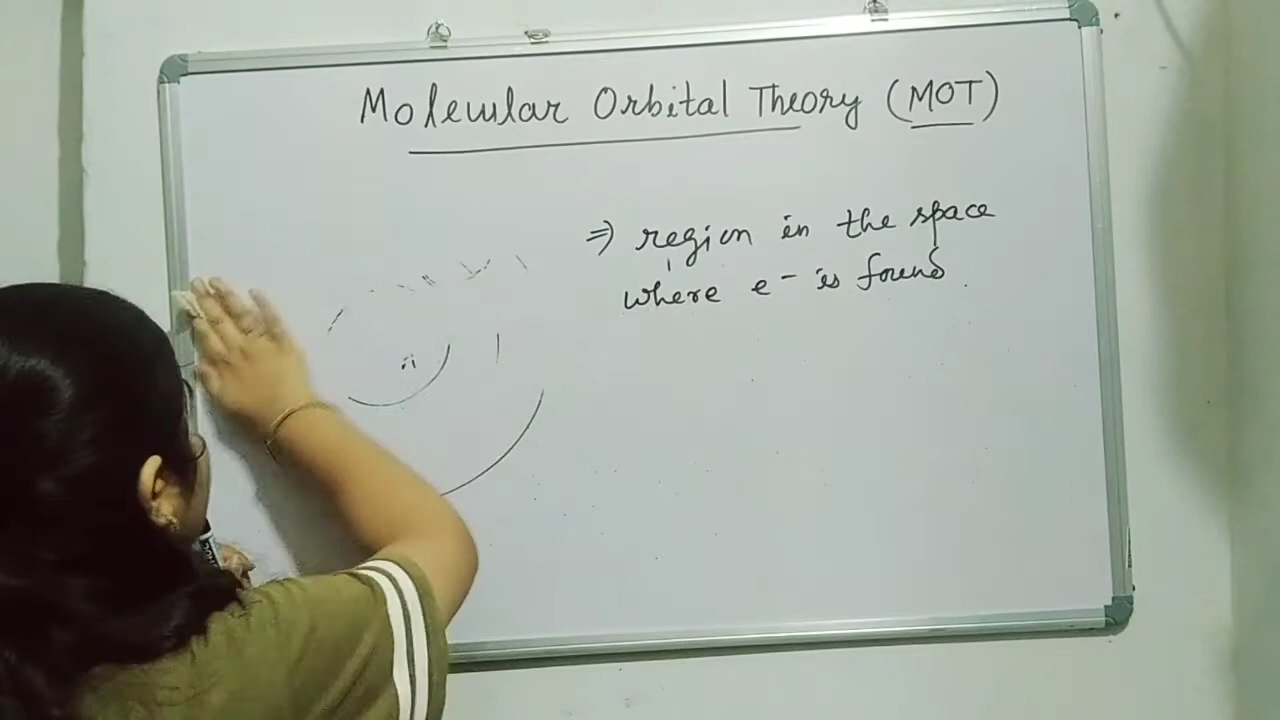 Molecular Orbital Theory (MOT)
⇒ region in the space
where e⁻ is found.